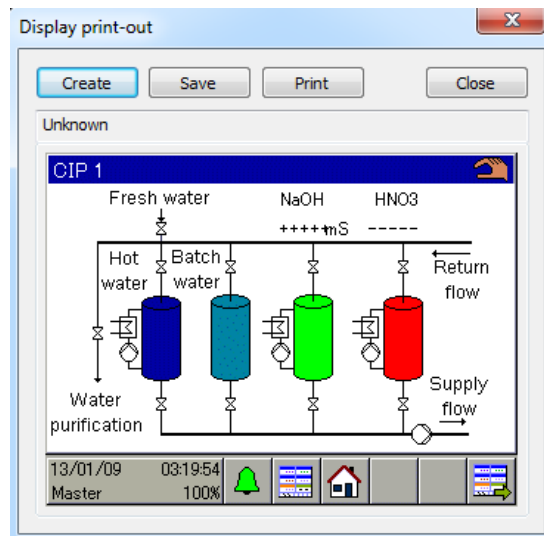 Display print-out
Create Save Print Close
Unknown
CIP 1
Fresh water NaOH HNO3
+++++mS -----
Hot Batch
water water
Return
flow
Water
purification
Supply
flow
13/01/09 03:19:54
Master 100%